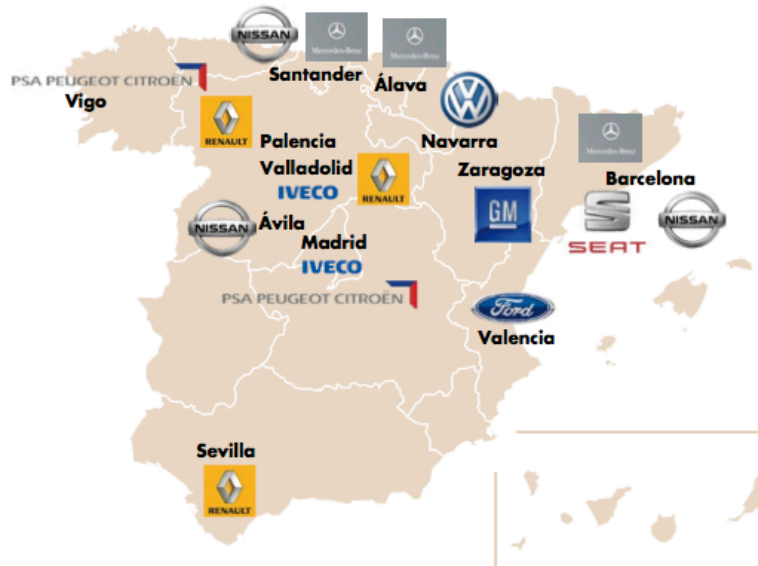 NISSAN
Mercedes-Benz
Mercedes-Benz
Santander
Álava
PSA PEUGEOT CITROËN
Vigo
RENAULT
Navarra
Mercedes-Benz
Palencia
Valladolid
IVECO
RENAULT
Zaragoza
GM
Barcelona
SEAT
NISSAN
NISSAN
Ávila
Madrid
IVECO
PSA PEUGEOT CITROËN
Ford
Valencia
Sevilla
RENAULT